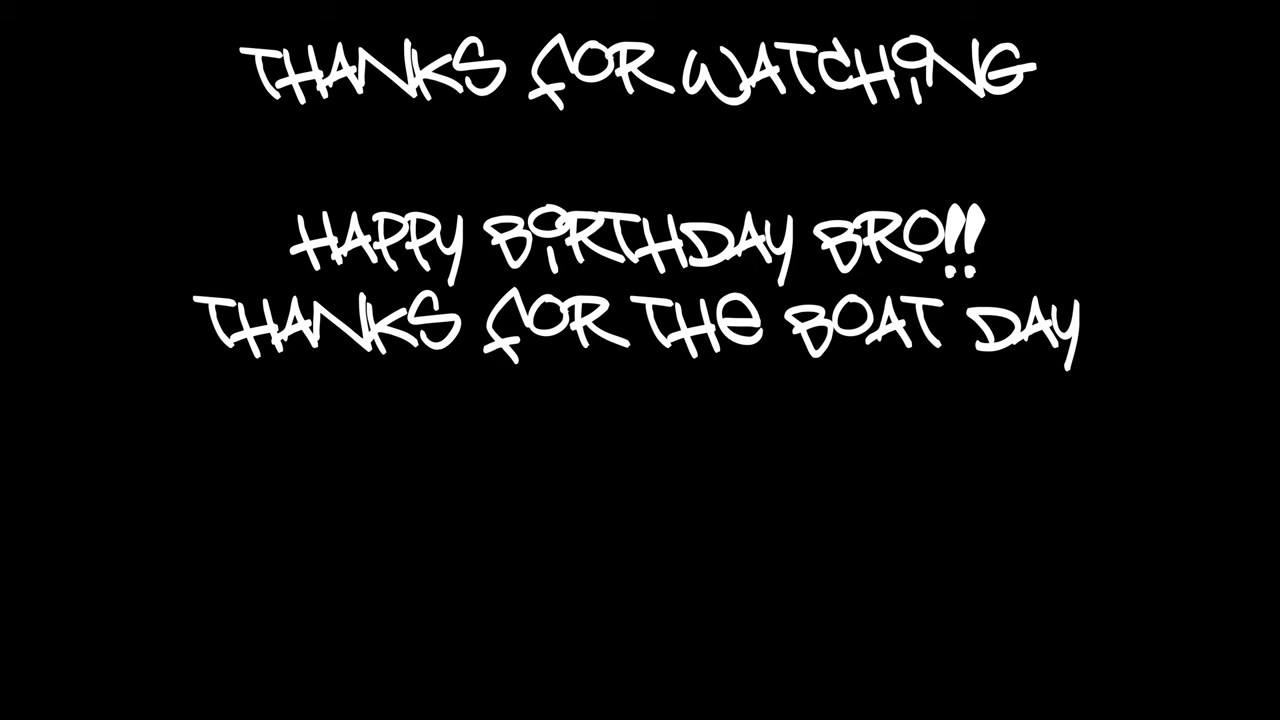 THANKS FOR WATCHING
HAPPY BIRTHDAY BRO!!
THANKS FOR THE BOAT DAY